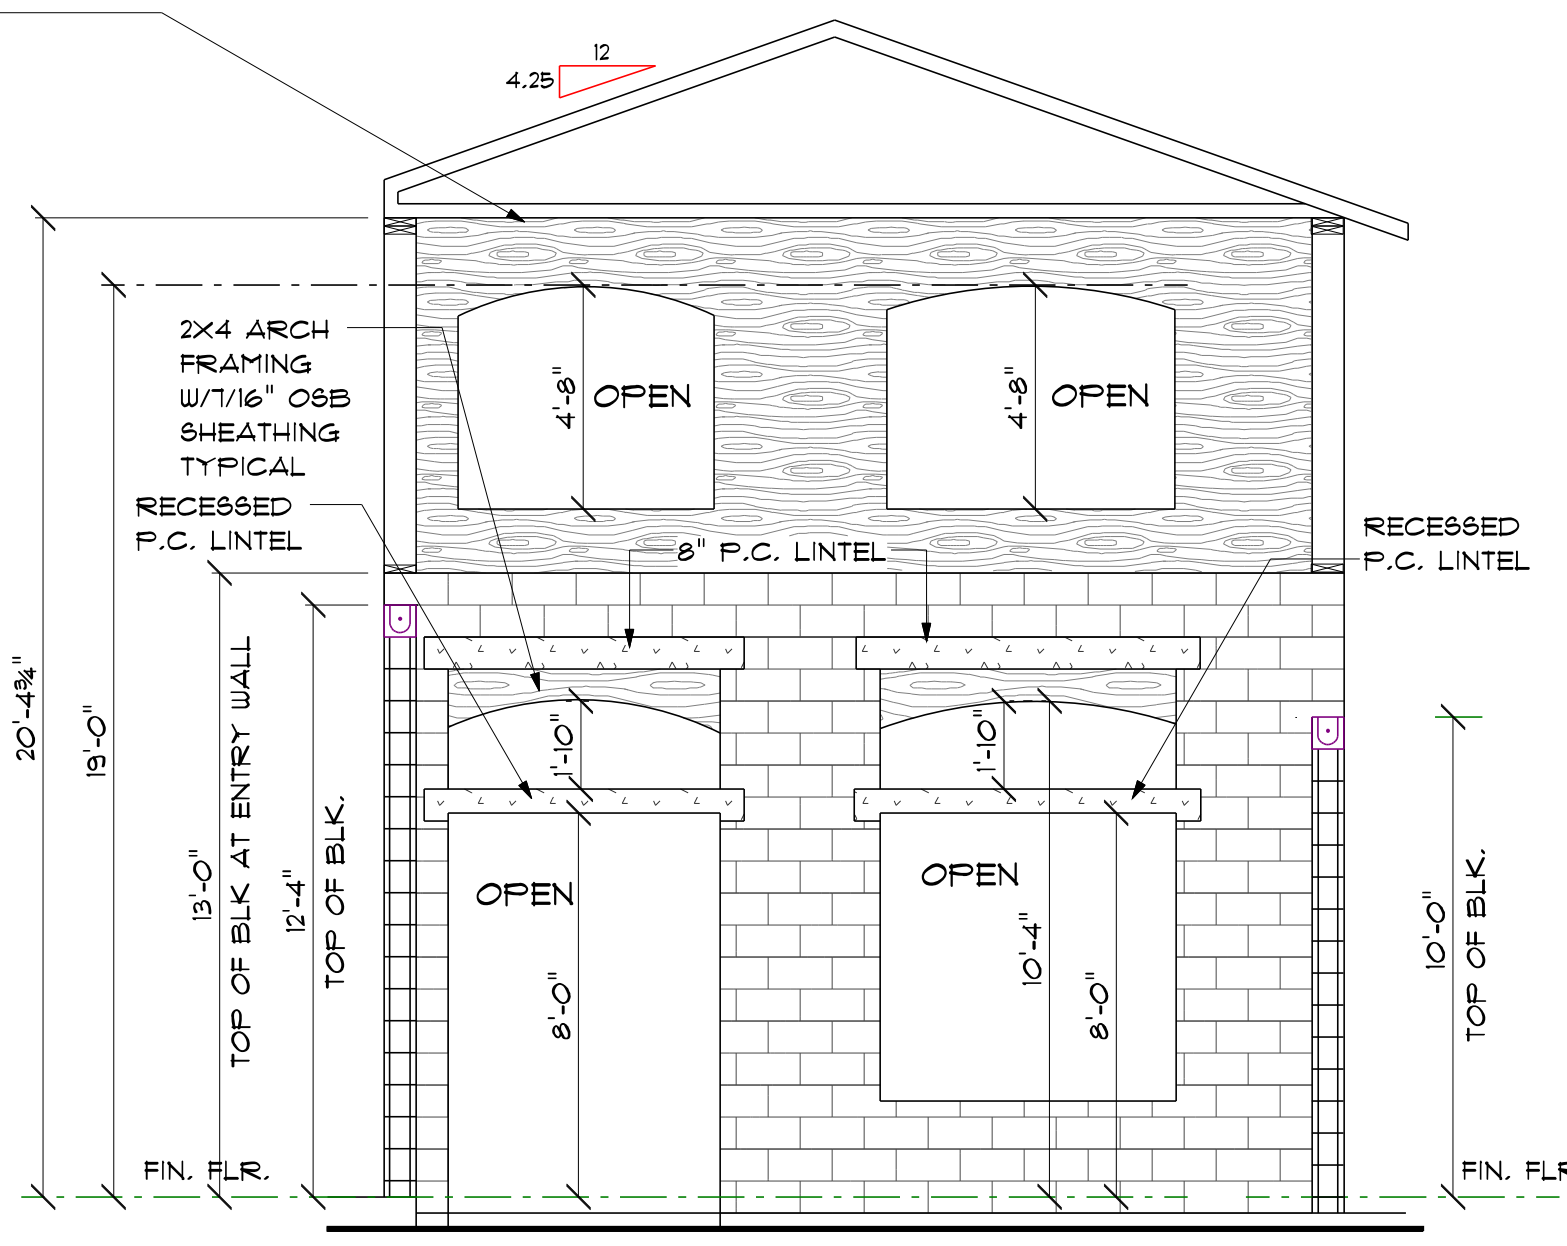 12
4.25
2X4 ARCH
FRAMING
W/7/16" OSB
SHEATHING
TYPICAL
RECESSED
P.C. LINTEL
4'-8"
OPEN
4'-8"
OPEN
8" P.C. LINTEL
RECESSED
P.C. LINTEL
20'-4¾"
19'-0"
13'-0"
TOP OF BLK AT ENTRY WALL
12'-4"
TOP OF BLK.
1'-10"
1'-10"
OPEN
OPEN
8'-0"
10'-4"
8'-0"
10'-0"
TOP OF BLK.
FIN. FLR.
FIN. FLR